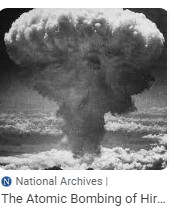 National Archives |
The Atomic Bombing of Hir...